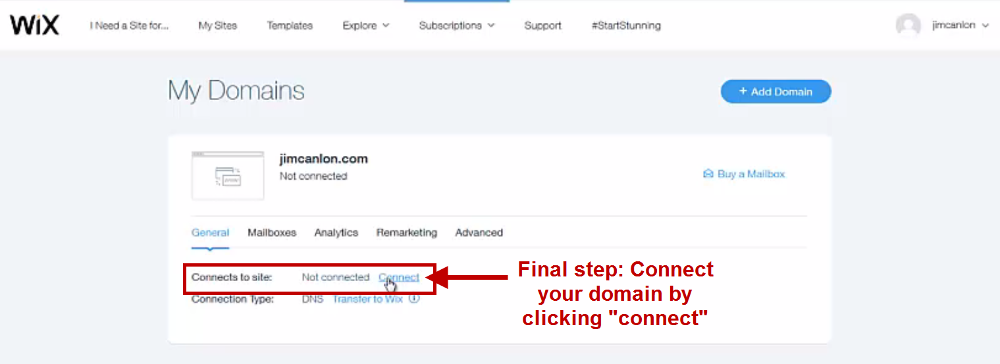 WiX I Need a Site for... My Sites Templates Explore Subscriptions Support #StartStunning jimcanlon
My Domains + Add Domain
jimcanlon.com
Not connected
Buy a Mailbox
General Mailboxes Analytics Remarketing Advanced
Connects to site: Not connected Connect
Connection Type: DNS Transfer to Wix
Final step: Connect
your domain by
clicking "connect"